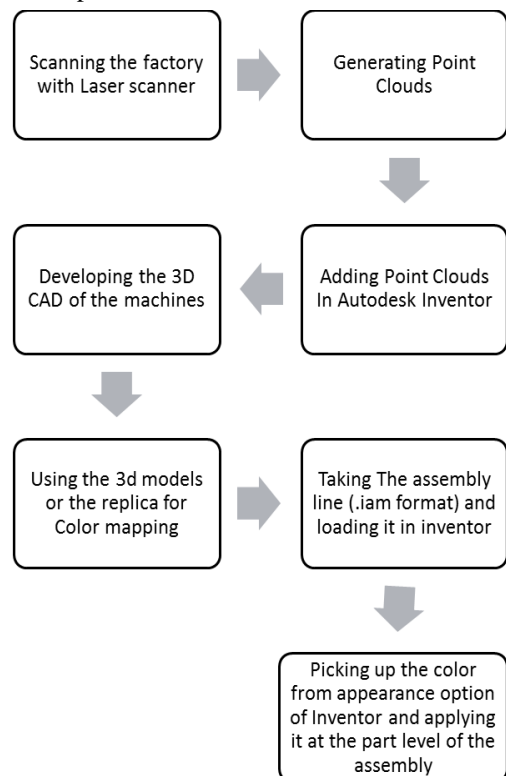 Scanning the factory
with Laser scanner
Generating Point
Clouds
Adding Point Clouds
In Autodesk Inventor
Developing the 3D
CAD of the machines
Using the 3d models
or the replica for
Color mapping
Taking The assembly
line (.iam format) and
loading it in inventor
Picking up the color
from appearance option
of Inventor and applying
it at the part level of the
assembly